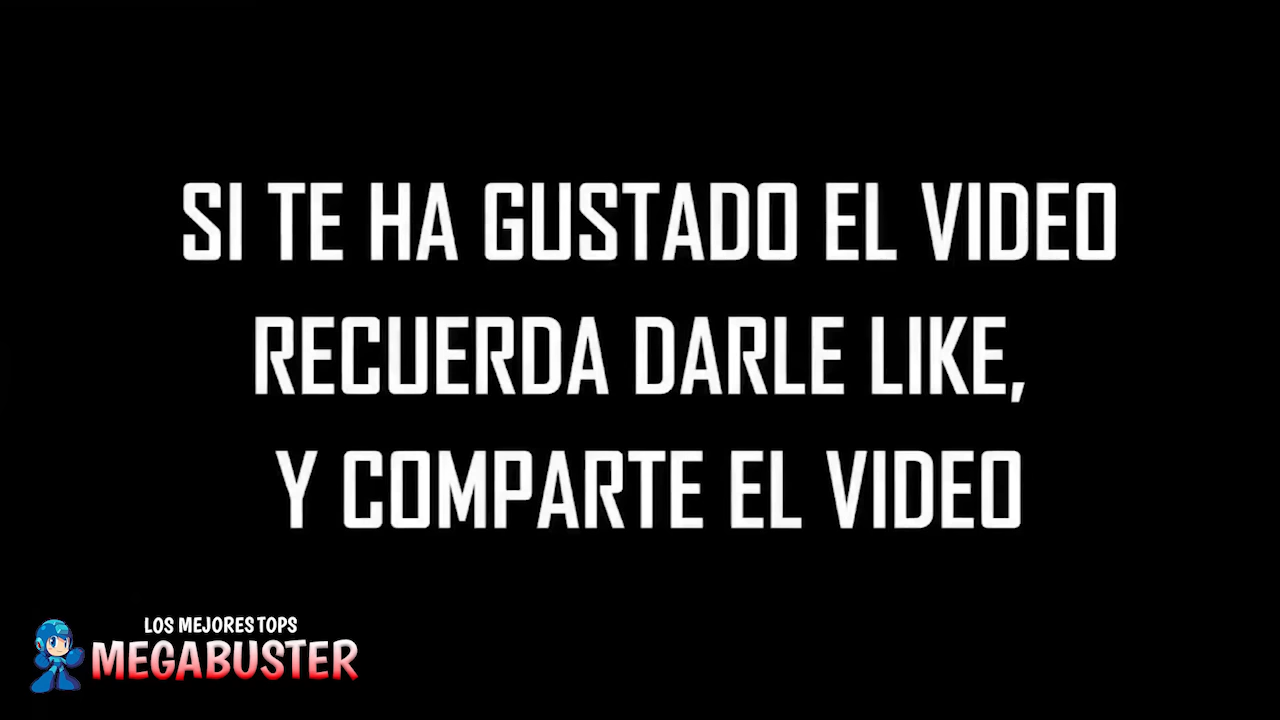 SI TE HA GUSTADO EL VIDEO
RECUERDA DARLE LIKE,
Y COMPARTE EL VIDEO
LOS MEJORES TOPS
MEGABUSTER